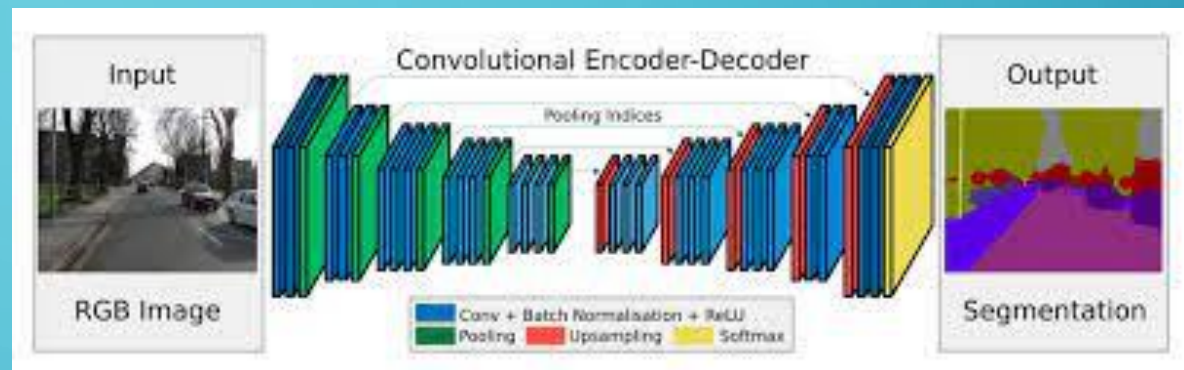 Input
RGB Image
Convolutional Encoder-Decoder
Pooling Indices
Conv + Batch Normalisation + ReLU
Pooling Upsampling Softmax
Output
Segmentation